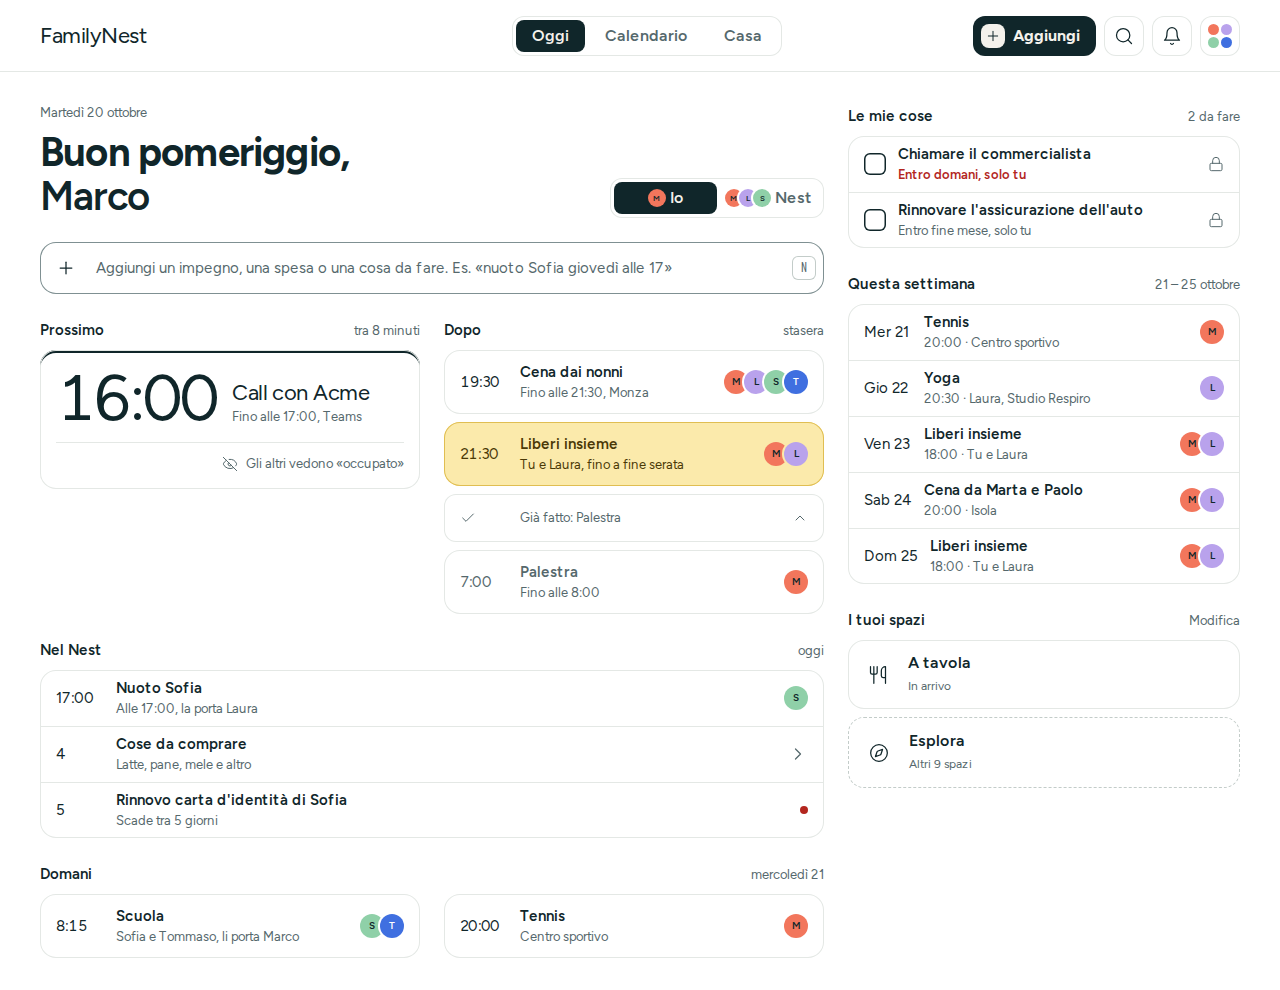 FamilyNest
Oggi
Calendario
Casa
Aggiungi
Martedì 20 ottobre
Buon pomeriggio,
Marco
M Io
M L S Nest
Aggiungi un impegno, una spesa o una cosa da fare. Es. «nuoto Sofia giovedì alle 17»
N
Prossimo
tra 8 minuti
16:00
Call con Acme
Fino alle 17:00, Teams
Gli altri vedono «occupato»
Dopo
stasera
19:30
Cena dai nonni
Fino alle 21:30, Monza
M L S T
21:30
Liberi insieme
Tu e Laura, fino a fine serata
M L
Già fatto: Palestra
7:00
Palestra
Fino alle 8:00
M
Nel Nest
oggi
17:00
Nuoto Sofia
Alle 17:00, la porta Laura
S
4
Cose da comprare
Latte, pane, mele e altro
5
Rinnovo carta d'identità di Sofia
Scade tra 5 giorni
Domani
mercoledì 21
8:15
Scuola
Sofia e Tommaso, li porta Marco
S T
20:00
Tennis
Centro sportivo
M
Le mie cose
2 da fare
Chiamare il commercialista
Entro domani, solo tu
Rinnovare l'assicurazione dell'auto
Entro fine mese, solo tu
Questa settimana
21–25 ottobre
Mer 21
Tennis
20:00 · Centro sportivo
M
Gio 22
Yoga
20:30 · Laura, Studio Respiro
L
Ven 23
Liberi insieme
18:00 · Tu e Laura
M L
Sab 24
Cena da Marta e Paolo
20:00 · Isola
M L
Dom 25
Liberi insieme
18:00 · Tu e Laura
M L
I tuoi spazi
Modifica
A tavola
In arrivo
Esplora
Altri 9 spazi